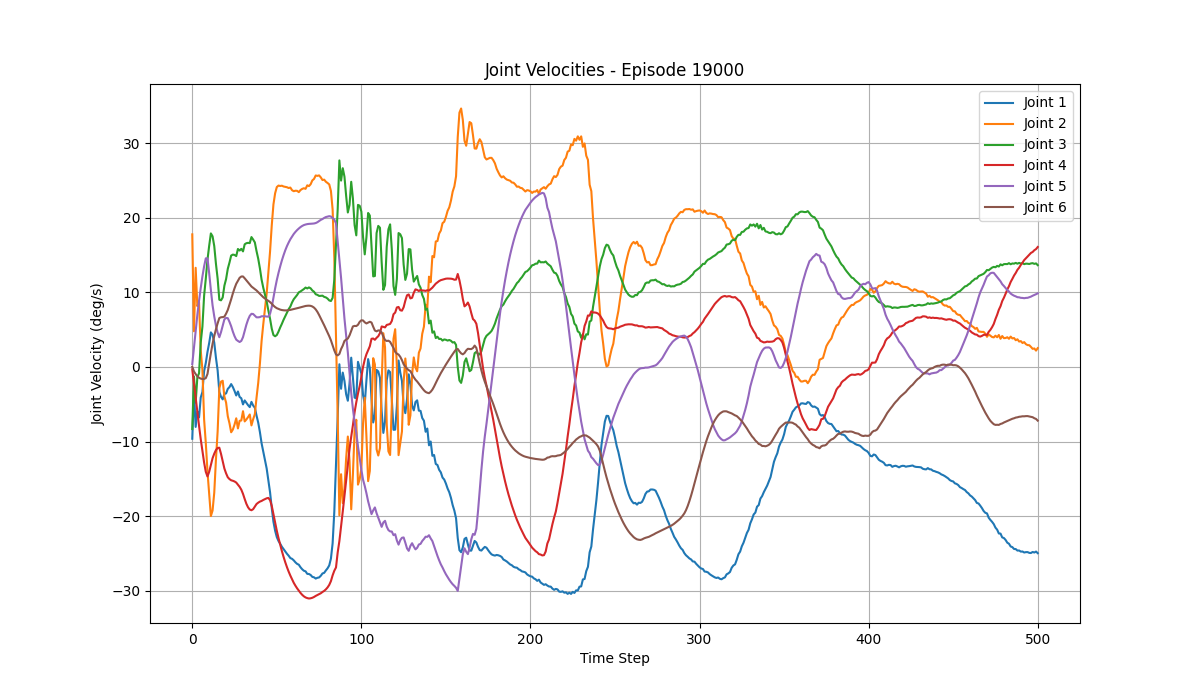 Joint Velocities - Episode 19000
Joint Velocity (deg/s)
30
20
10
0
−10
−20
−30
Joint 1
Joint 2
Joint 3
Joint 4
Joint 5
Joint 6
0 100 200 300 400 500
Time Step